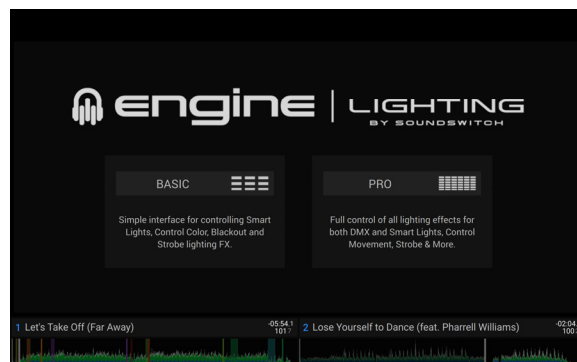 engine | LIGHTING
BY SOUNDSWITCH
BASIC
Simple interface for controlling Smart
Lights, Control Color, Blackout and
Strobe lighting FX.
PRO
Full control of all lighting effects for
both DMX and Smart Lights, Control
Movement, Strobe & More.
1 Let's Take Off (Far Away)
-05:54.1
101
2 Lose Yourself to Dance (feat. Pharrell Williams)
-02:04.
100